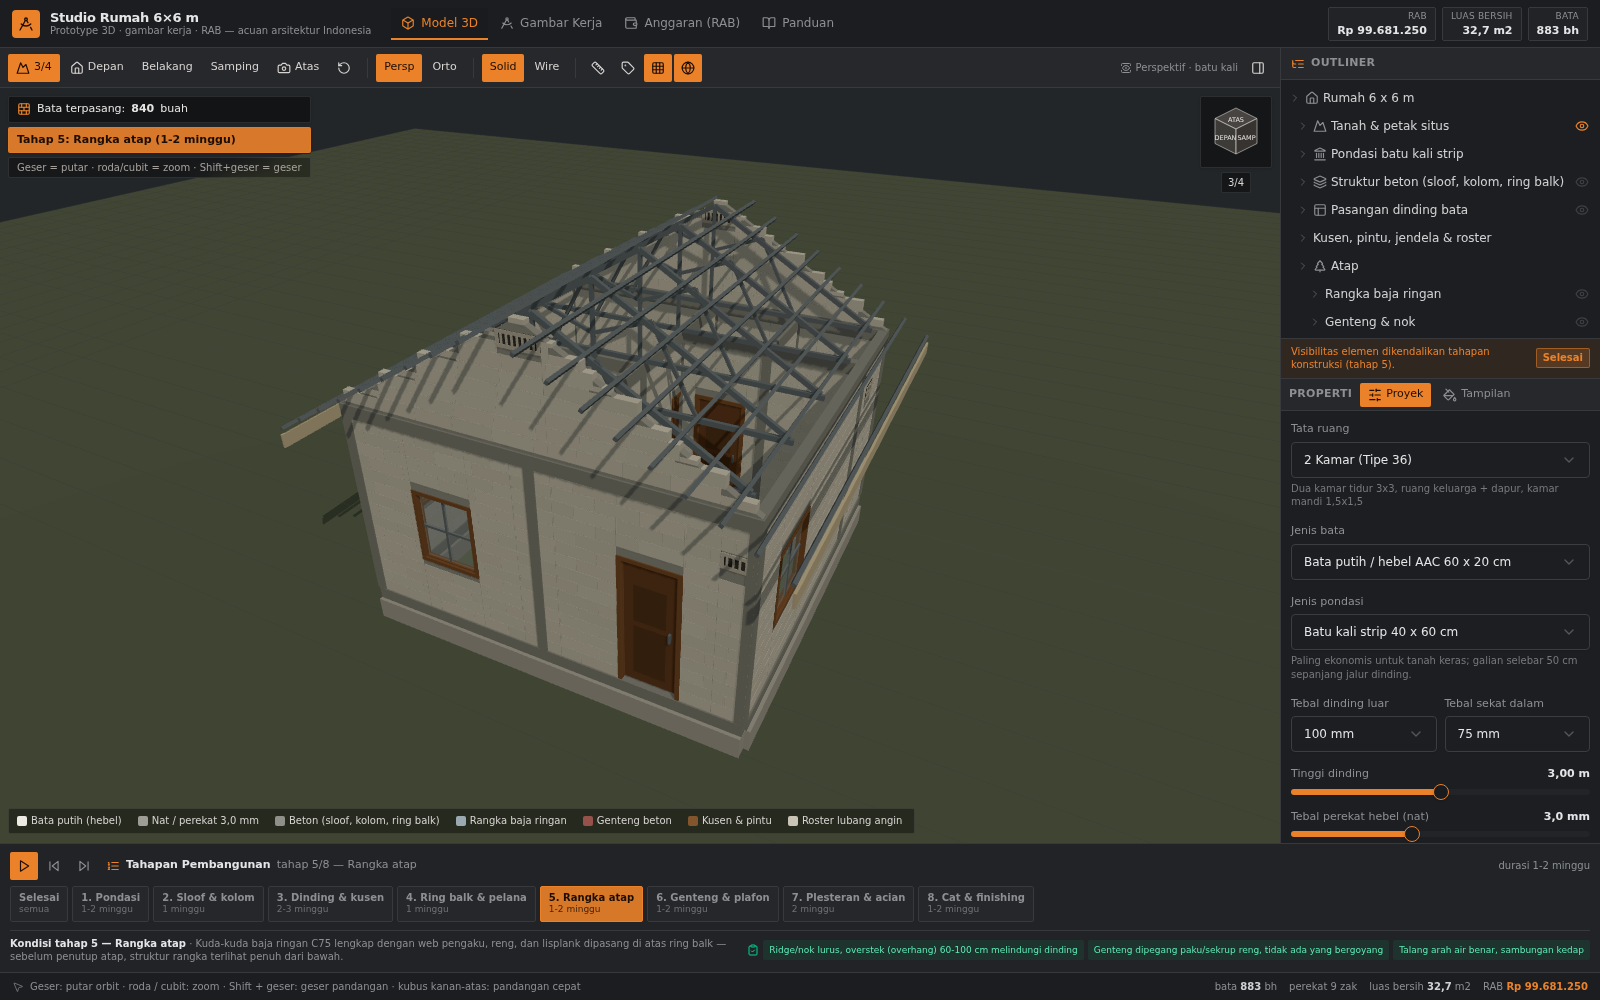 Studio Rumah 6×6 m
Prototype 3D · gambar kerja · RAB — acuan arsitektur Indonesia
Model 3D
Gambar Kerja
Anggaran (RAB)
Panduan
RAB
Rp 99.681.250
LUAS BERSIH
32,7 m2
BATA
883 bh
3/4
Depan
Belakang
Samping
Atas
Persp
Orto
Solid
Wire
Perspektif · batu kali
Bata terpasang: 840 buah
Tahap 5: Rangka atap (1-2 minggu)
Geser = putar · roda/cubit = zoom · Shift+geser = geser
ATAS
DEPAN
SAMP
3/4
OUTLINER
Rumah 6 x 6 m
Tanah & petak situs
Pondasi batu kali strip
Struktur beton (sloof, kolom, ring balk)
Pasangan dinding bata
Kusen, pintu, jendela & roster
Atap
Rangka baja ringan
Genteng & nok
Visibilitas elemen dikendalikan tahapan
konstruksi (tahap 5).
Selesai
PROPERTI
Proyek
Tampilan
Tata ruang
2 Kamar (Tipe 36)
Dua kamar tidur 3x3, ruang keluarga + dapur, kamar
mandi 1,5x1,5
Jenis bata
Bata putih / hebel AAC 60 x 20 cm
Jenis pondasi
Batu kali strip 40 x 60 cm
Paling ekonomis untuk tanah keras; galian selebar 50 cm
sepanjang jalur dinding.
Tebal dinding luar
Tebal sekat dalam
100 mm
75 mm
Tinggi dinding
3,00 m
Tebal perekat hebel (nat)
3,0 mm
Bata putih (hebel)
Nat / perekat 3,0 mm
Beton (sloof, kolom, ring balk)
Rangka baja ringan
Genteng beton
Kusen & pintu
Roster lubang angin
Tahapan Pembangunan tahap 5/8 — Rangka atap
durasi 1-2 minggu
Selesai
semua
1. Pondasi
1-2 minggu
2. Sloof & kolom
1 minggu
3. Dinding & kusen
2-3 minggu
4. Ring balk & pelana
1 minggu
5. Rangka atap
1-2 minggu
6. Genteng & plafon
1-2 minggu
7. Plesteran & acian
2 minggu
8. Cat & finishing
1-2 minggu
Kondisi tahap 5 — Rangka atap · Kuda-kuda baja ringan C75 lengkap dengan web pengaku, reng, dan lisplank dipasang di atas ring balk —
sebelum penutup atap, struktur rangka terlihat penuh dari bawah.
Ridge/nok lurus, overstek (overhang) 60-100 cm melindungi dinding
Genteng dipegang paku/sekrup reng, tidak ada yang bergoyang
Talang arah air benar, sambungan kedap
Geser: putar orbit · roda / cubit: zoom · Shift + geser: geser pandangan · kubus kanan-atas: pandangan cepat
bata 883 bh
perekat 9 zak
luas bersih 32,7 m2
RAB Rp 99.681.250